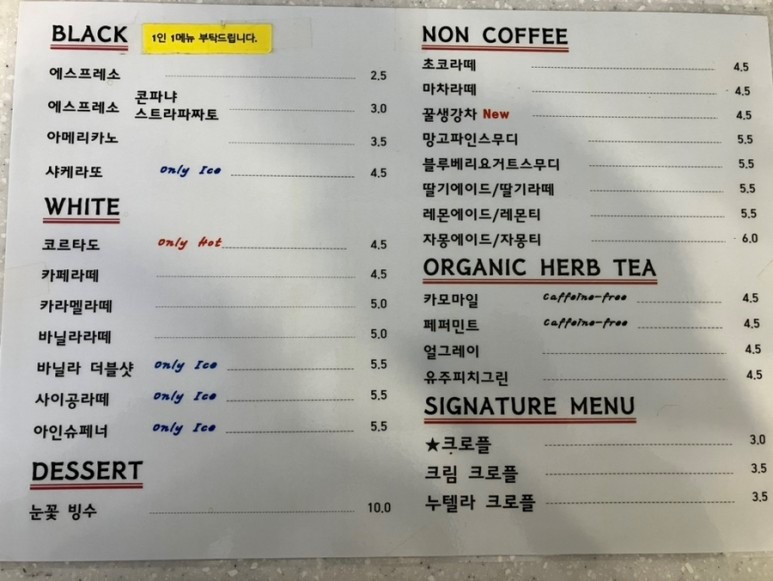 BLACK 1인 1메뉴 부탁드립니다.
에스프레소 2.5
에스프레소 콘파냐 스트라파짜토 3.0
아메리카노 3.5
샤케라또 only Ice 4.5
WHITE
코르타도 only Hot 4.5
카페라떼 4.5
카라멜라떼 5.0
바닐라라떼 5.0
바닐라 더블샷 only Ice 5.5
사이공라떼 only Ice 5.5
아인슈페너 only Ice 5.5
DESSERT
눈꽃 빙수 10.0
NON COFFEE
초코라떼 4.5
마차라떼 4.5
꿀생강차 New 4.5
망고파인스무디 5.5
블루베리요거트스무디 5.5
딸기에이드/딸기라떼 5.5
레몬에이드/레몬티 5.5
자몽에이드/자몽티 6.0
ORGANIC HERB TEA
카모마일 caffeine-free 4.5
페퍼민트 caffeine-free 4.5
얼그레이 4.5
유주피치그린 4.5
SIGNATURE MENU
★크로플 3.0
크림 크로플 3.5
누텔라 크로플 3.5